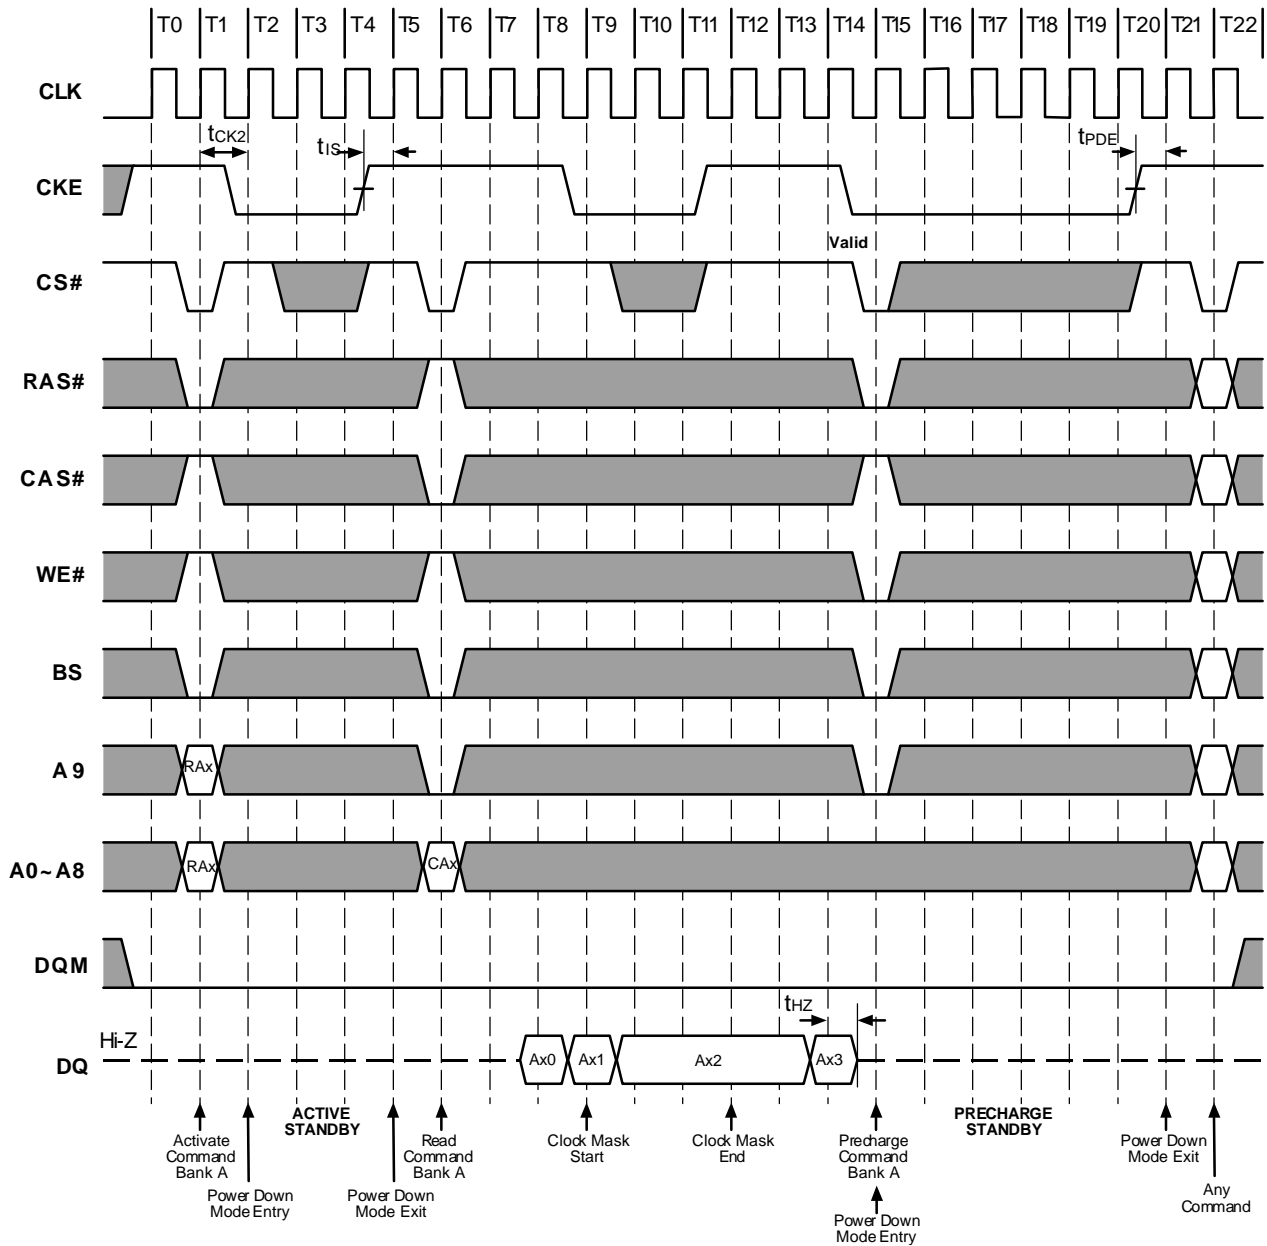 T0 T1 T2 T3 T4 T5 T6 T7 T8 T9 T10 T11 T12 T13 T14 T15 T16 T17 T18 T19 T20 T21 T22
CLK
tCK2 tIS tPDE
CKE
Valid
CS#
RAS#
CAS#
WE#
BS
A9 RAx
A0~A8 RAx CAx
DQM
tHZ
Hi-Z
DQ Ax0 Ax1 Ax2 Ax3
Activate
Command
Bank A
Power Down
Mode Entry
ACTIVE
STANDBY
Power Down
Mode Exit
Read
Command
Bank A
Clock Mask
Start
Clock Mask
End
Precharge
Command
Bank A
Power Down
Mode Entry
PRECHARGE
STANDBY
Power Down
Mode Exit
Any
Command